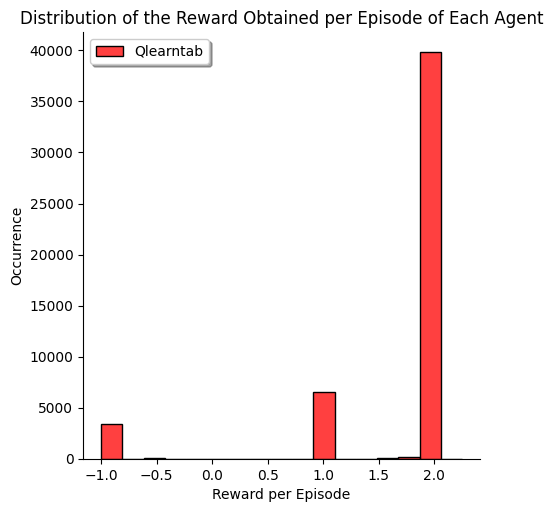 Distribution of the Reward Obtained per Episode of Each Agent
Qlearntab
40000
35000
30000
25000
20000
15000
10000
5000
0
Occurrence
−1.0 −0.5 0.0 0.5 1.0 1.5 2.0
Reward per Episode